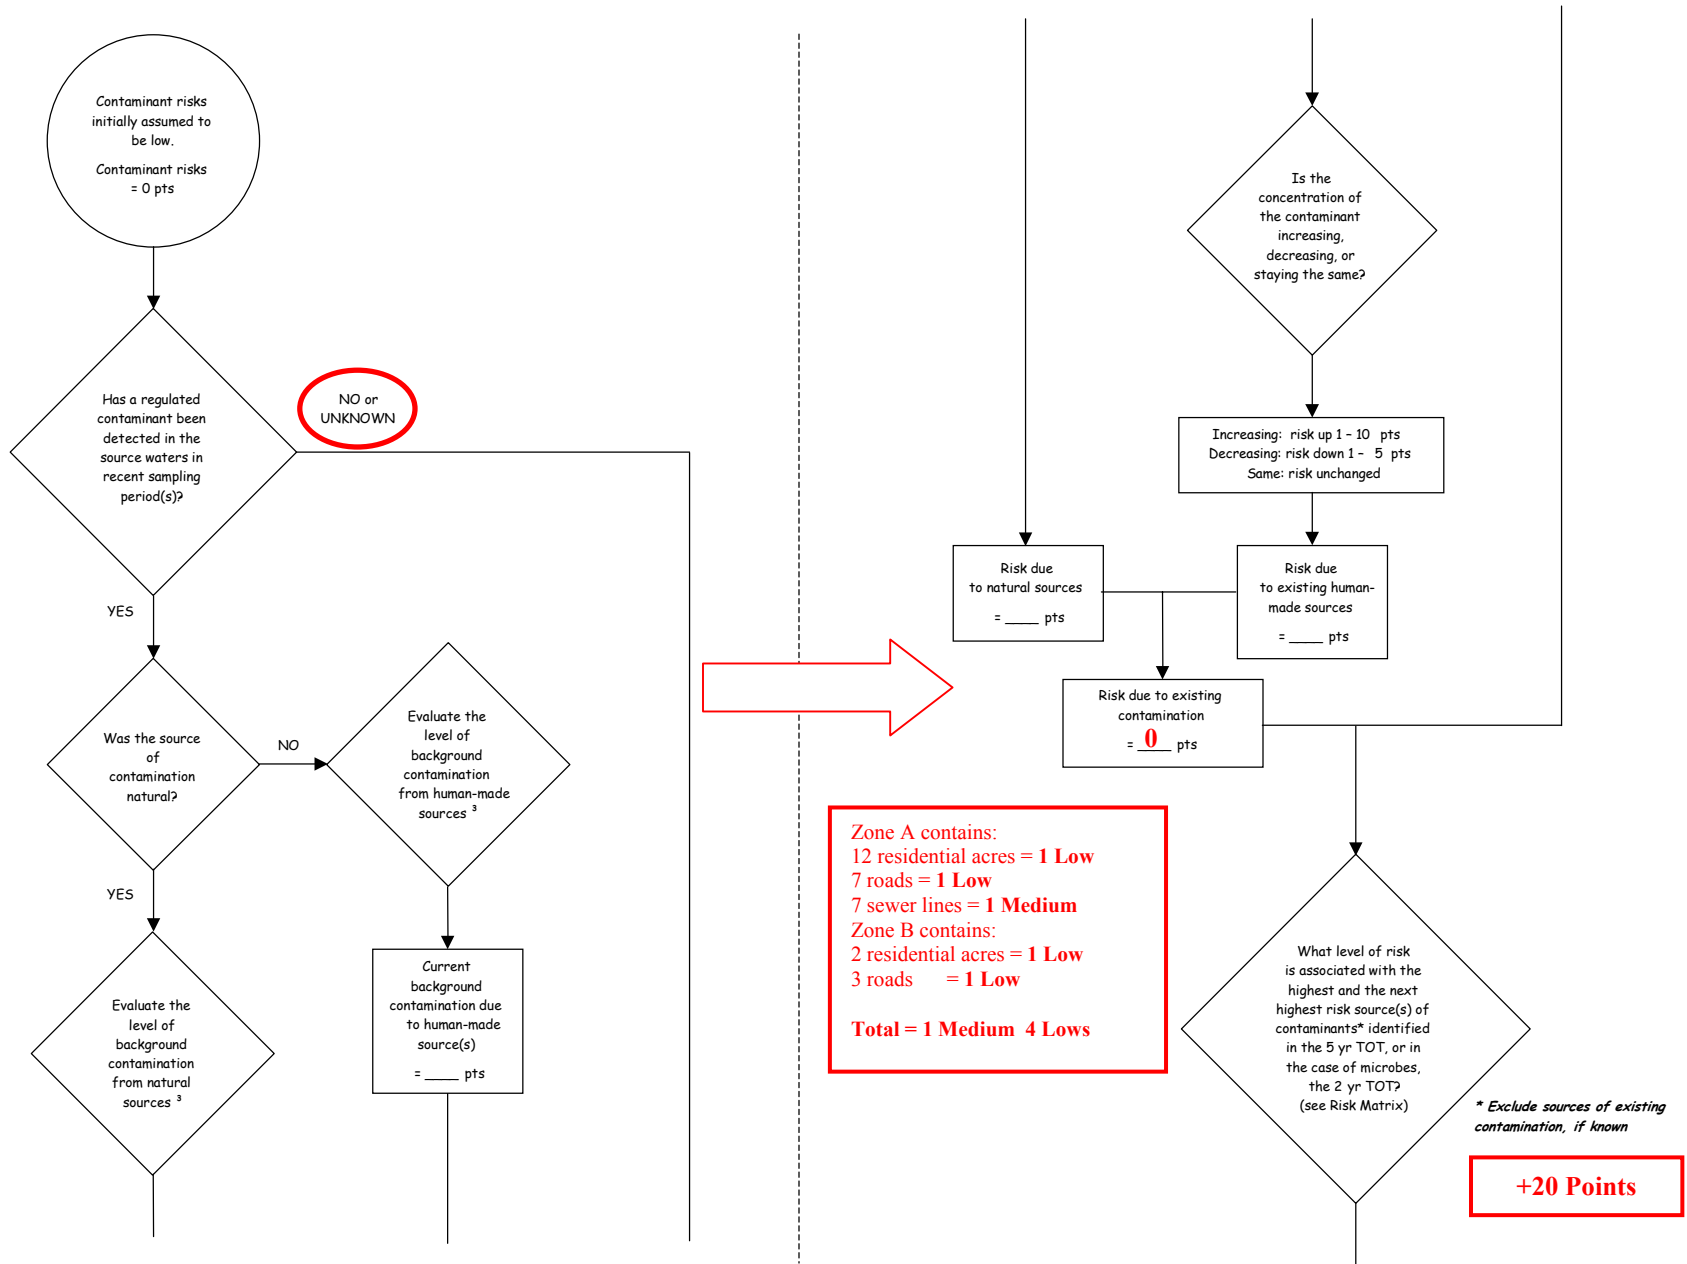 Contaminant risks
initially assumed to
be low.
Contaminant risks
= 0 pts
Has a regulated
contaminant been
detected in the
source waters in
recent sampling
period(s)?
NO or
UNKNOWN
YES
Was the source
of
contamination
natural?
NO
Evaluate the
level of
background
contamination
from human-made
sources ³
YES
Evaluate the
level of
background
contamination
from natural
sources ³
Current
background
contamination due
to human-made
source(s)
= ____ pts
Is the
concentration of
the contaminant
increasing,
decreasing, or
staying the same?
Increasing: risk up 1 – 10 pts
Decreasing: risk down 1 – 5 pts
Same: risk unchanged
Risk due
to natural sources
= ____ pts
Risk due
to existing human-
made sources
= ____ pts
Risk due to existing
contamination
= 0 pts
Zone A contains:
12 residential acres = 1 Low
7 roads = 1 Low
7 sewer lines = 1 Medium
Zone B contains:
2 residential acres = 1 Low
3 roads = 1 Low
Total = 1 Medium 4 Lows
What level of risk
is associated with the
highest and the next
highest risk source(s) of
contaminants* identified
in the 5 yr TOT, or in
the case of microbes,
the 2 yr TOT?
(see Risk Matrix)
* Exclude sources of existing
contamination, if known
+20 Points